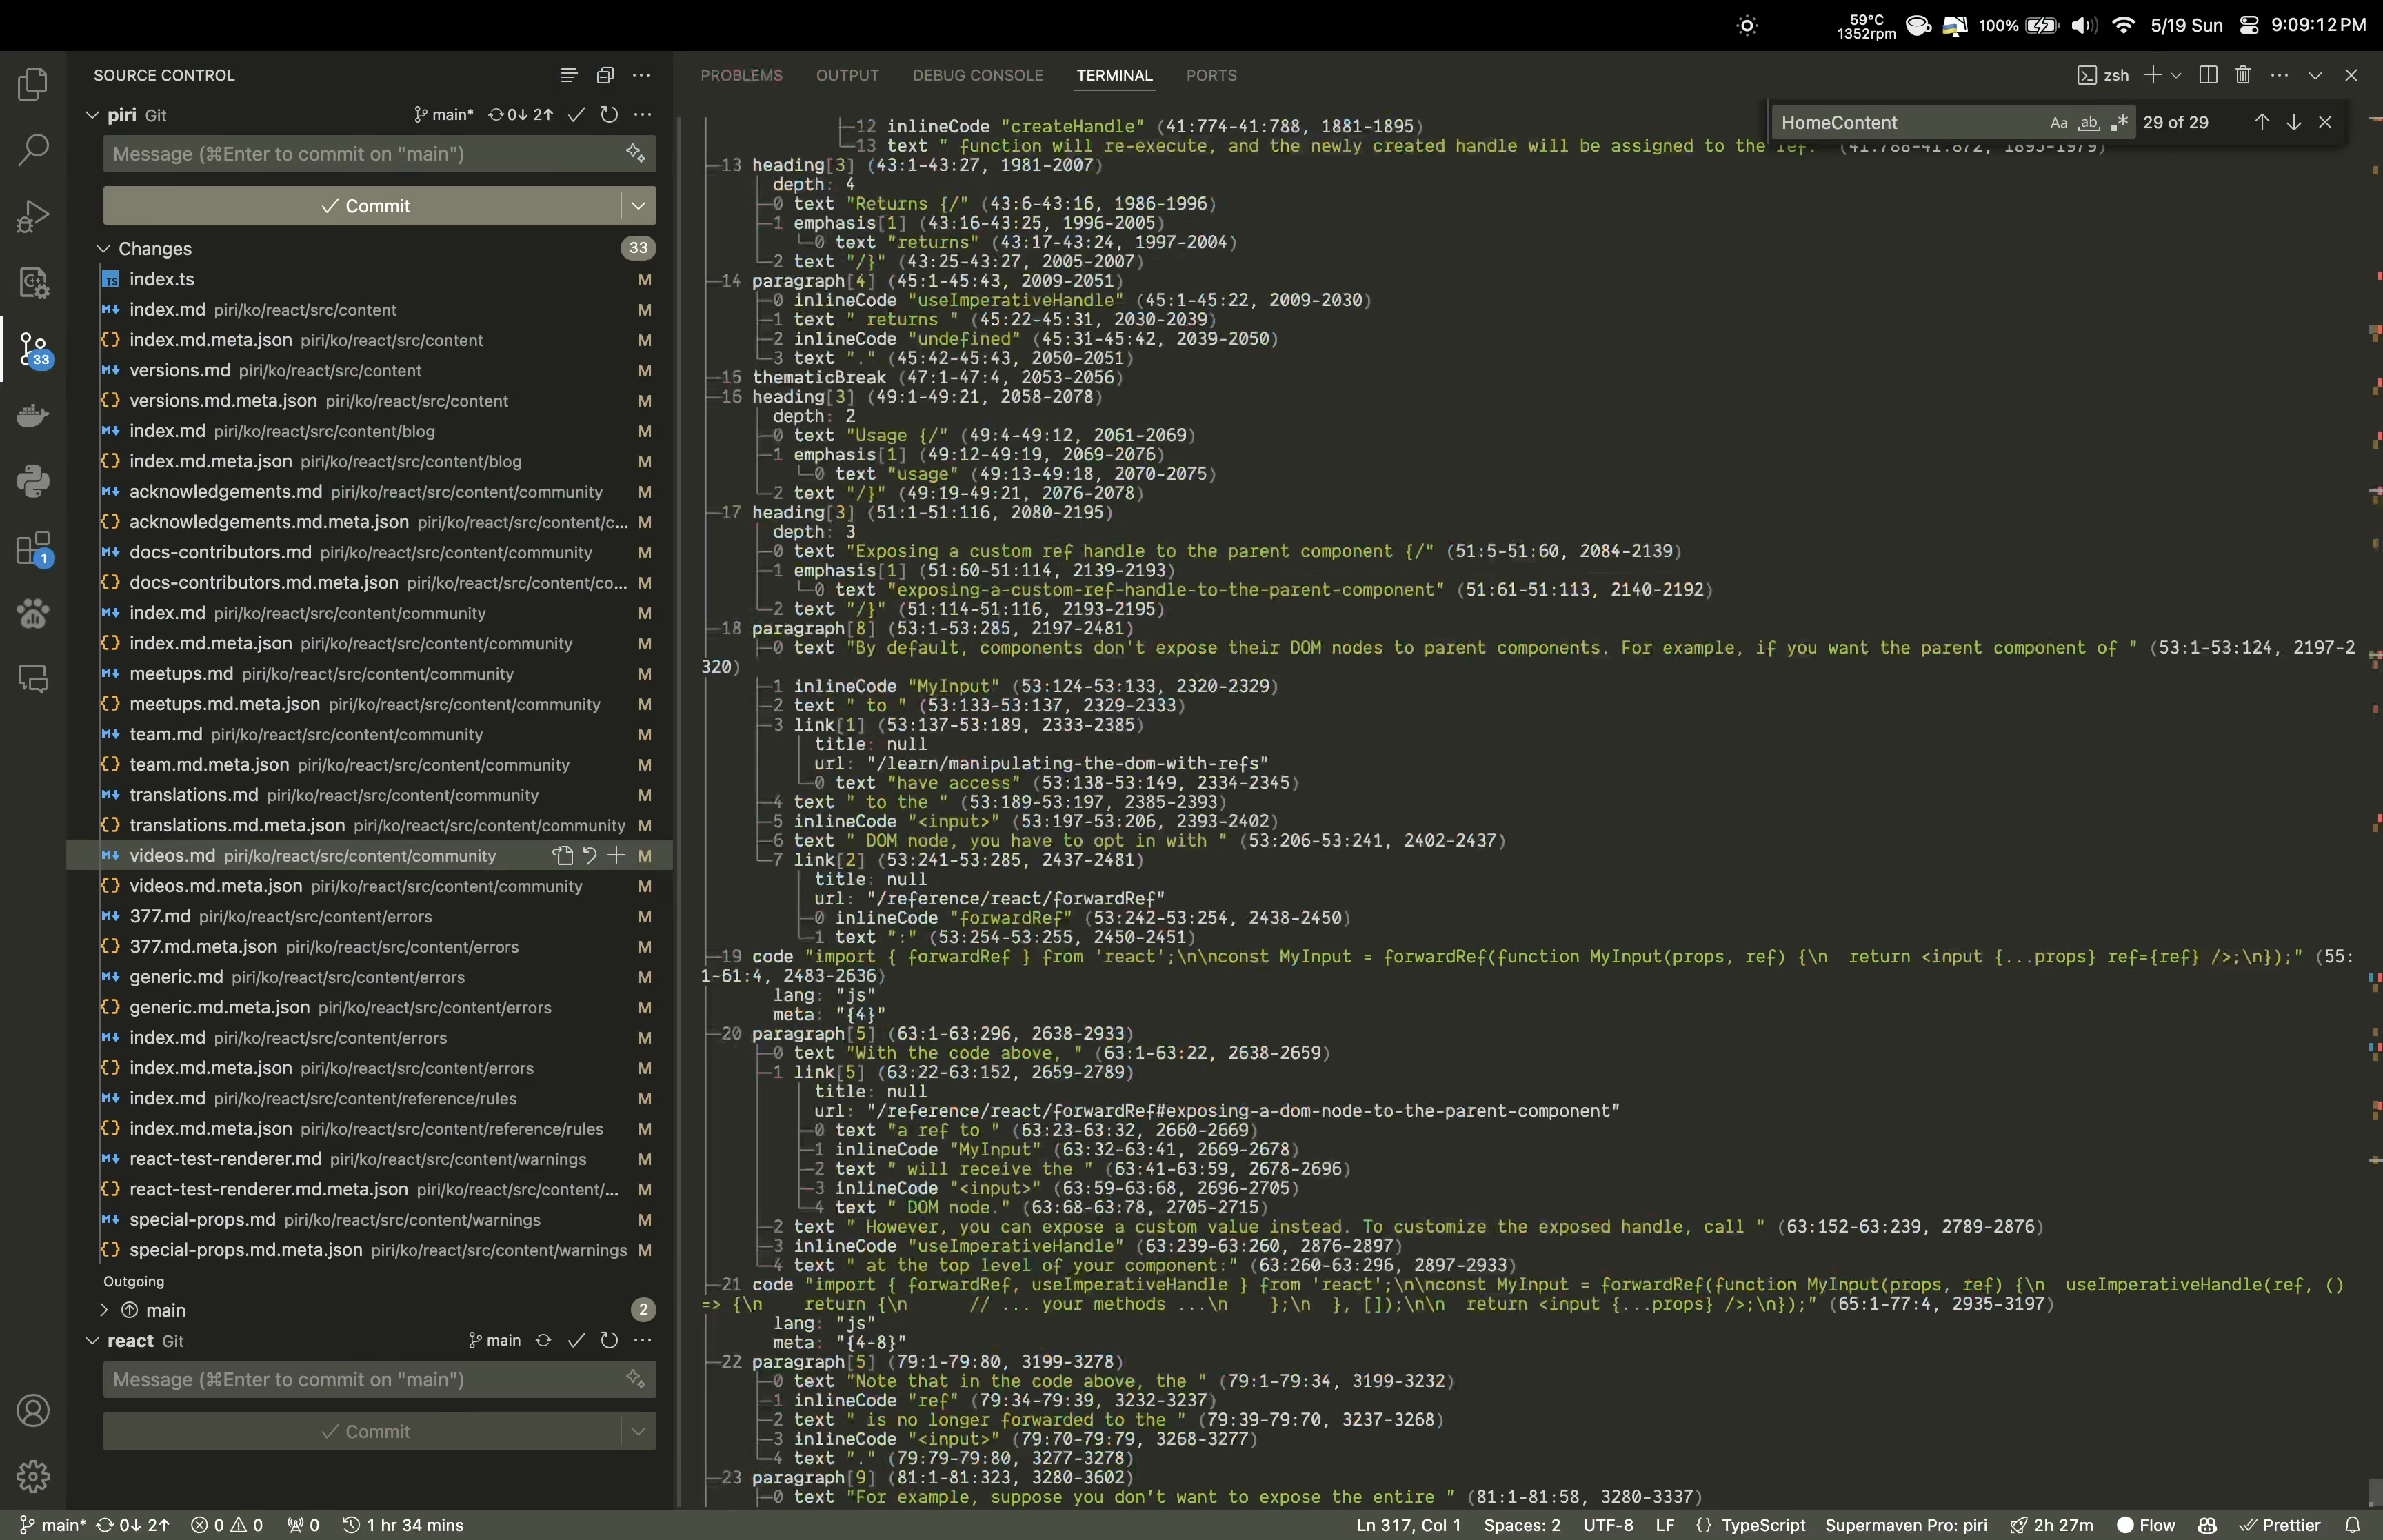 59°C
1352rpm
100%
5/19 Sun
9:09:12 PM
SOURCE CONTROL
piri Git
main*
0↓ 2↑
Message (⌘Enter to commit on "main")
Commit
Changes
33
index.ts M
index.md piri/ko/react/src/content M
index.md.meta.json piri/ko/react/src/content M
versions.md piri/ko/react/src/content M
versions.md.meta.json piri/ko/react/src/content M
index.md piri/ko/react/src/content/blog M
index.md.meta.json piri/ko/react/src/content/blog M
acknowledgements.md piri/ko/react/src/content/community M
acknowledgements.md.meta.json piri/ko/react/src/content/c... M
docs-contributors.md piri/ko/react/src/content/community M
docs-contributors.md.meta.json piri/ko/react/src/content/co... M
index.md piri/ko/react/src/content/community M
index.md.meta.json piri/ko/react/src/content/community M
meetups.md piri/ko/react/src/content/community M
meetups.md.meta.json piri/ko/react/src/content/community M
team.md piri/ko/react/src/content/community M
team.md.meta.json piri/ko/react/src/content/community M
translations.md piri/ko/react/src/content/community M
translations.md.meta.json piri/ko/react/src/content/community M
videos.md piri/ko/react/src/content/community M
videos.md.meta.json piri/ko/react/src/content/community M
377.md piri/ko/react/src/content/errors M
377.md.meta.json piri/ko/react/src/content/errors M
generic.md piri/ko/react/src/content/errors M
generic.md.meta.json piri/ko/react/src/content/errors M
index.md piri/ko/react/src/content/errors M
index.md.meta.json piri/ko/react/src/content/errors M
index.md piri/ko/react/src/content/reference/rules M
index.md.meta.json piri/ko/react/src/content/reference/rules M
react-test-renderer.md piri/ko/react/src/content/warnings M
react-test-renderer.md.meta.json piri/ko/react/src/content/... M
special-props.md piri/ko/react/src/content/warnings M
special-props.md.meta.json piri/ko/react/src/content/warnings M
Outgoing
main 2
react Git
main
Message (⌘Enter to commit on "main")
Commit
33
1
PROBLEMS OUTPUT DEBUG CONSOLE TERMINAL PORTS
zsh
HomeContent Aa ab .* 29 of 29
├─12 inlineCode "createHandle" (41:774-41:788, 1881-1895)
└─13 text " function will re-execute, and the newly created handle will be assigned to the ref." (41:788-41:872, 1895-1979)
├─13 heading[3] (43:1-43:27, 1981-2007)
│ depth: 4
├─0 text "Returns {/" (43:6-43:16, 1986-1996)
├─1 emphasis[1] (43:16-43:25, 1996-2005)
│ └─0 text "returns" (43:17-43:24, 1997-2004)
└─2 text "/}" (43:25-43:27, 2005-2007)
├─14 paragraph[4] (45:1-45:43, 2009-2051)
├─0 inlineCode "useImperativeHandle" (45:1-45:22, 2009-2030)
├─1 text " returns " (45:22-45:31, 2030-2039)
├─2 inlineCode "undefined" (45:31-45:42, 2039-2050)
└─3 text "." (45:42-45:43, 2050-2051)
├─15 thematicBreak (47:1-47:4, 2053-2056)
├─16 heading[3] (49:1-49:21, 2058-2078)
│ depth: 2
├─0 text "Usage {/" (49:4-49:12, 2061-2069)
├─1 emphasis[1] (49:12-49:19, 2069-2076)
│ └─0 text "usage" (49:13-49:18, 2070-2075)
└─2 text "/}" (49:19-49:21, 2076-2078)
├─17 heading[3] (51:1-51:116, 2080-2195)
│ depth: 3
├─0 text "Exposing a custom ref handle to the parent component {/" (51:5-51:60, 2084-2139)
├─1 emphasis[1] (51:60-51:114, 2139-2193)
│ └─0 text "exposing-a-custom-ref-handle-to-the-parent-component" (51:61-51:113, 2140-2192)
└─2 text "/}" (51:114-51:116, 2193-2195)
├─18 paragraph[8] (53:1-53:285, 2197-2481)
├─0 text "By default, components don't expose their DOM nodes to parent components. For example, if you want the parent component of " (53:1-53:124, 2197-2
320)
├─1 inlineCode "MyInput" (53:124-53:133, 2320-2329)
├─2 text " to " (53:133-53:137, 2329-2333)
├─3 link[1] (53:137-53:189, 2333-2385)
│ title: null
│ url: "/learn/manipulating-the-dom-with-refs"
│ └─0 text "have access" (53:138-53:149, 2334-2345)
├─4 text " to the " (53:189-53:197, 2385-2393)
├─5 inlineCode "<input>" (53:197-53:206, 2393-2402)
├─6 text " DOM node, you have to opt in with " (53:206-53:241, 2402-2437)
└─7 link[2] (53:241-53:285, 2437-2481)
│ title: null
│ url: "/reference/react/forwardRef"
├─0 inlineCode "forwardRef" (53:242-53:254, 2438-2450)
└─1 text ":" (53:254-53:255, 2450-2451)
├─19 code "import { forwardRef } from 'react';\n\nconst MyInput = forwardRef(function MyInput(props, ref) {\n  return <input {...props} ref={ref} />;\n});" (55:
1-61:4, 2483-2636)
│ lang: "js"
│ meta: "{4}"
├─20 paragraph[5] (63:1-63:296, 2638-2933)
├─0 text "With the code above, " (63:1-63:22, 2638-2659)
├─1 link[5] (63:22-63:152, 2659-2789)
│ title: null
│ url: "/reference/react/forwardRef#exposing-a-dom-node-to-the-parent-component"
├─0 text "a ref to " (63:23-63:32, 2660-2669)
├─1 inlineCode "MyInput" (63:32-63:41, 2669-2678)
├─2 text " will receive the " (63:41-63:59, 2678-2696)
├─3 inlineCode "<input>" (63:59-63:68, 2696-2705)
└─4 text " DOM node." (63:68-63:78, 2705-2715)
├─2 text " However, you can expose a custom value instead. To customize the exposed handle, call " (63:152-63:239, 2789-2876)
├─3 inlineCode "useImperativeHandle" (63:239-63:260, 2876-2897)
└─4 text " at the top level of your component:" (63:260-63:296, 2897-2933)
├─21 code "import { forwardRef, useImperativeHandle } from 'react';\n\nconst MyInput = forwardRef(function MyInput(props, ref) {\n  useImperativeHandle(ref, ()
=> {\n    return {\n      // ... your methods ...\n    };\n  }, []);\n\n  return <input {...props} />;\n});" (65:1-77:4, 2935-3197)
│ lang: "js"
│ meta: "{4-8}"
├─22 paragraph[5] (79:1-79:80, 3199-3278)
├─0 text "Note that in the code above, the " (79:1-79:34, 3199-3232)
├─1 inlineCode "ref" (79:34-79:39, 3232-3237)
├─2 text " is no longer forwarded to the " (79:39-79:70, 3237-3268)
├─3 inlineCode "<input>" (79:70-79:79, 3268-3277)
└─4 text "." (79:79-79:80, 3277-3278)
├─23 paragraph[9] (81:1-81:323, 3280-3602)
├─0 text "For example, suppose you don't want to expose the entire " (81:1-81:58, 3280-3337)
main* 0↓ 2↑ 0 0 0 1 hr 34 mins
Ln 317, Col 1 Spaces: 2 UTF-8 LF {} TypeScript Supermaven Pro: piri 2h 27m Flow Prettier